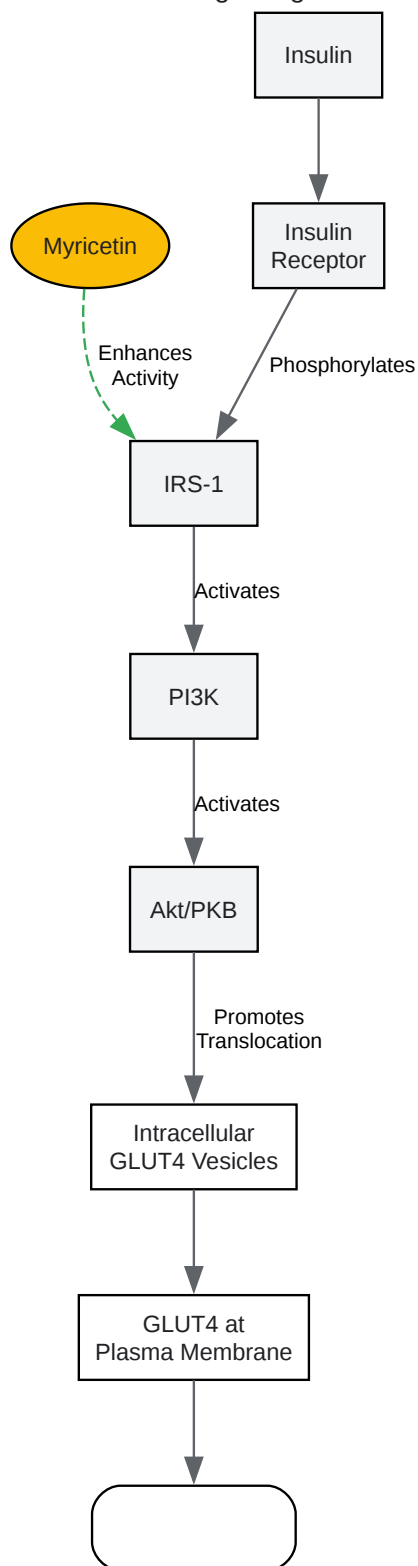 Insulin
Myricetin
Insulin
Receptor
Enhances
Activity
Phosphorylates
IRS-1
Activates
PI3K
Activates
Akt/PKB
Promotes
Translocation
Intracellular
GLUT4 Vesicles
GLUT4 at
Plasma Membrane